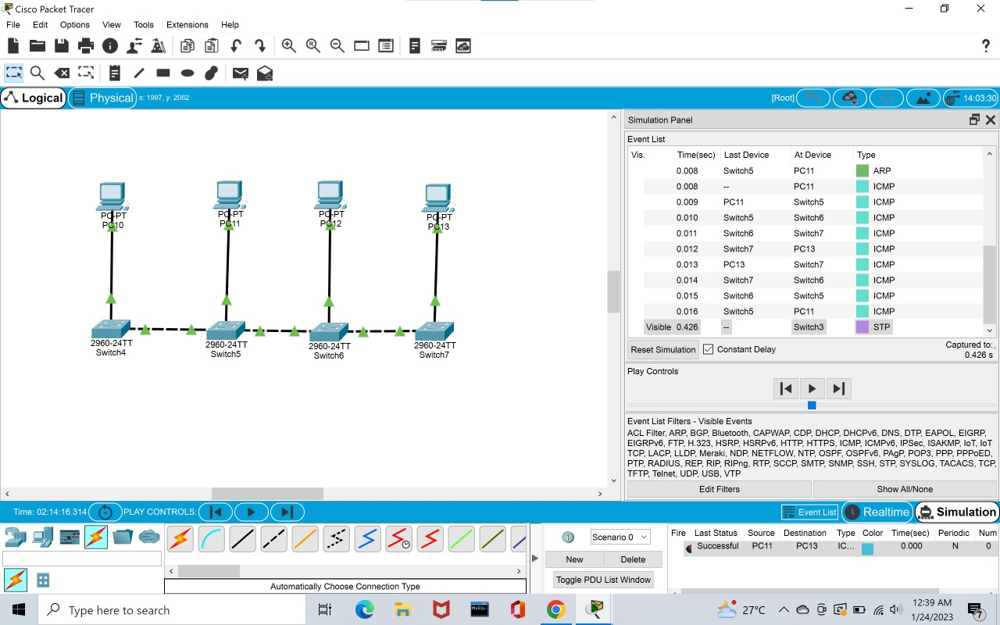 Cisco Packet Tracer
File Edit Options View Tools Extensions Help
?
Logical Physical x: 1997, y: 2082 [Root] 14:03:30
Simulation Panel
Event List
Vis. Time(sec) Last Device At Device Type
0.008 Switch5 PC11 ARP
0.008 -- PC11 ICMP
0.009 PC11 Switch5 ICMP
0.010 Switch5 Switch6 ICMP
0.011 Switch6 Switch7 ICMP
0.012 Switch7 PC13 ICMP
0.013 PC13 Switch7 ICMP
0.014 Switch7 Switch6 ICMP
0.015 Switch6 Switch5 ICMP
0.016 Switch5 PC11 ICMP
Visible 0.426 -- Switch3 STP
Reset Simulation Constant Delay Captured to:
0.426 s
Play Controls
Event List Filters - Visible Events
ACL Filter, ARP, BGP, Bluetooth, CAPWAP, CDP, DHCP, DHCPv6, DNS, DTP, EAPOL, EIGRP,
EIGRPv6, FTP, H.323, HSRP, HSRPv6, HTTP, HTTPS, ICMP, ICMPv6, IPSec, ISAKMP, IoT, IoT
TCP, LACP, LLDP, Meraki, NDP, NETFLOW, NTP, OSPF, OSPFv6, PAgP, POP3, PPP, PPPoED,
PTP, RADIUS, REP, RIP, RIPng, RTP, SCCP, SMTP, SNMP, SSH, STP, SYSLOG, TACACS, TCP,
TFTP, Telnet, UDP, USB, VTP
Edit Filters Show All/None
PC-PT
PC10
PC-PT
PC11
PC-PT
PC12
PC-PT
PC13
2960-24TT
Switch4
2960-24TT
Switch5
2960-24TT
Switch6
2960-24TT
Switch7
Time: 02:14:16.314 PLAY CONTROLS: Event List Realtime Simulation
Automatically Choose Connection Type
Scenario 0
New Delete
Toggle PDU List Window
Fire Last Status Source Destination Type Color Time(sec) Periodic Num
Successful PC11 PC13 IC... 0.000 N 0
Type here to search
MySQL
27°C
12:39 AM
1/24/2023
7